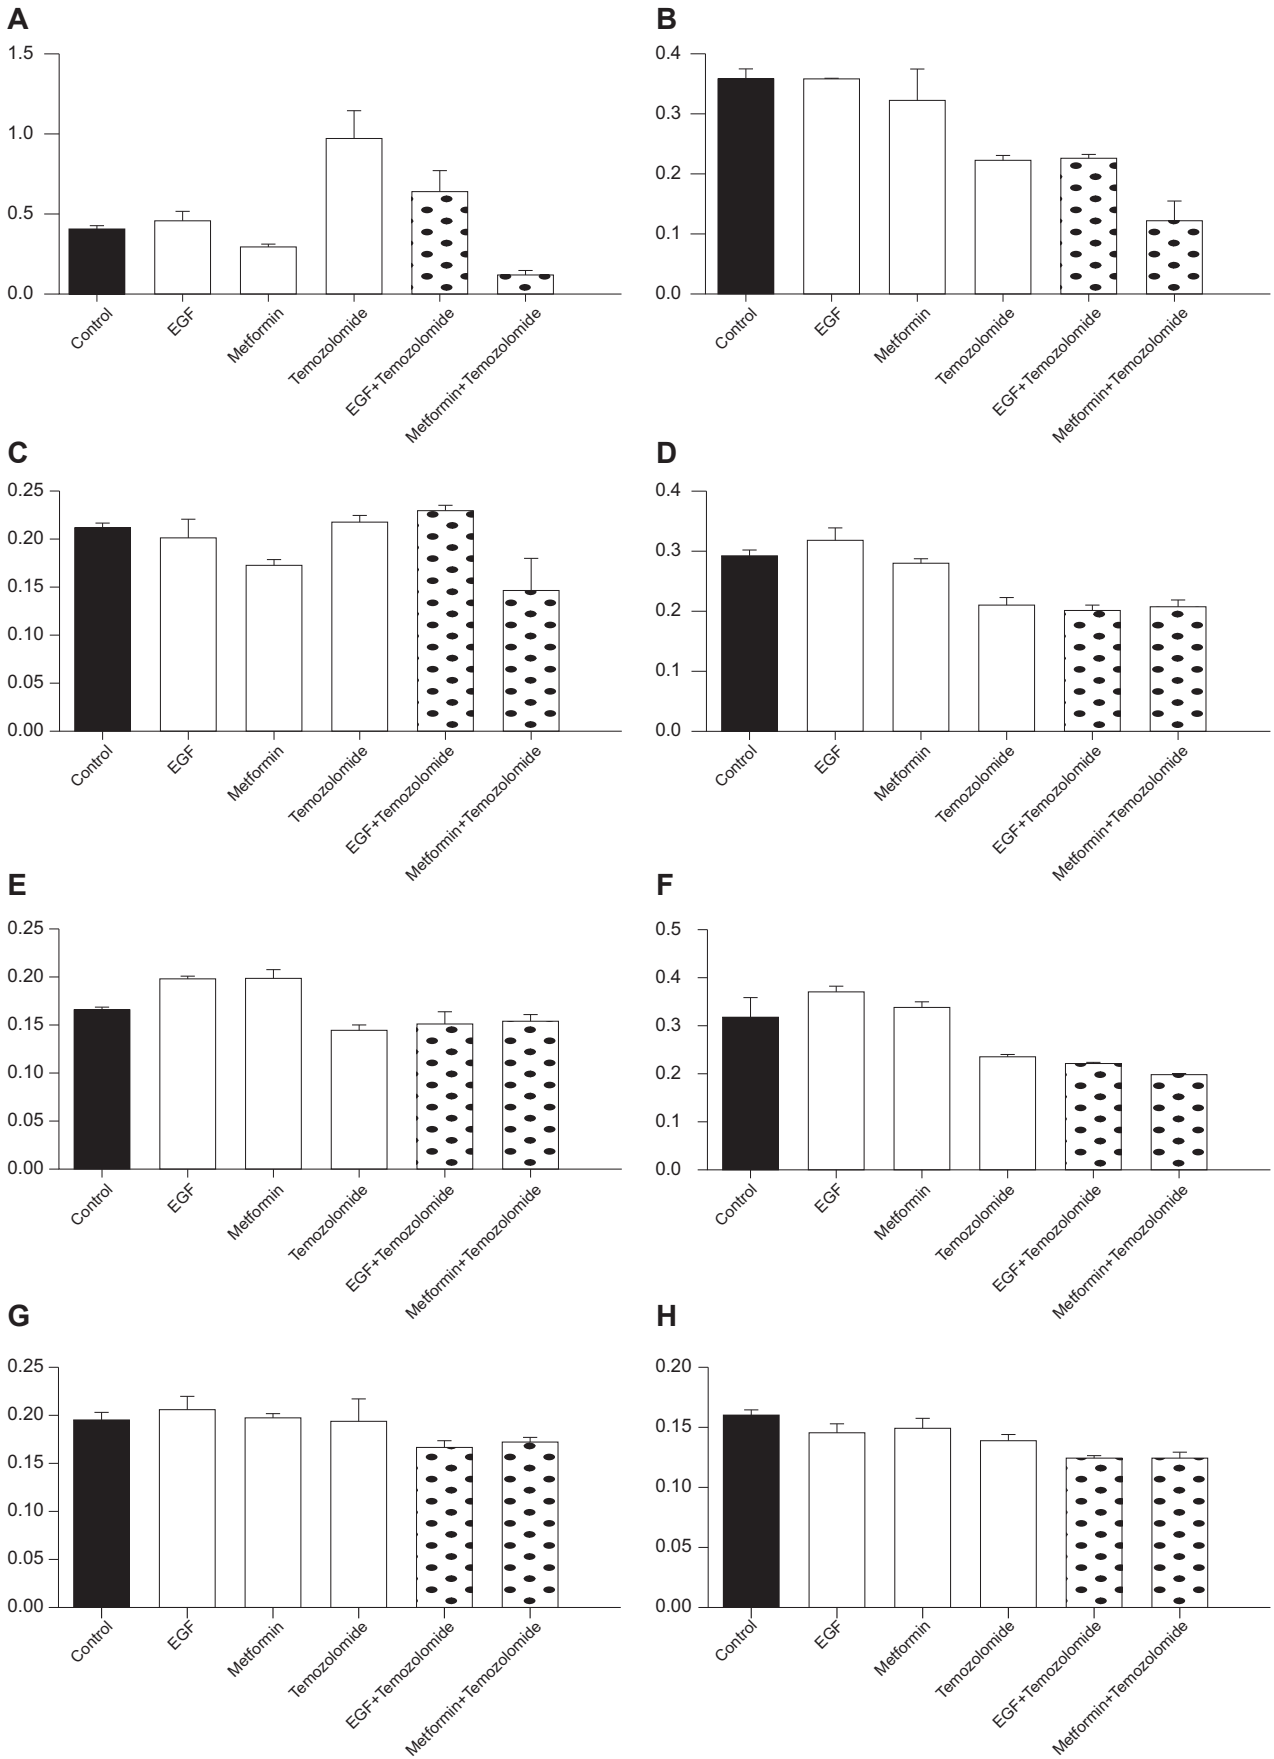 A
1.5
1.0
0.5
0.0
Control
EGF
Metformin
Temozolomide
EGF+Temozolomide
Metformin+Temozolomide
B
0.4
0.3
0.2
0.1
0.0
Control
EGF
Metformin
Temozolomide
EGF+Temozolomide
Metformin+Temozolomide
C
0.25
0.20
0.15
0.10
0.05
0.00
Control
EGF
Metformin
Temozolomide
EGF+Temozolomide
Metformin+Temozolomide
D
0.4
0.3
0.2
0.1
0.0
Control
EGF
Metformin
Temozolomide
EGF+Temozolomide
Metformin+Temozolomide
E
0.25
0.20
0.15
0.10
0.05
0.00
Control
EGF
Metformin
Temozolomide
EGF+Temozolomide
Metformin+Temozolomide
F
0.5
0.4
0.3
0.2
0.1
0.0
Control
EGF
Metformin
Temozolomide
EGF+Temozolomide
Metformin+Temozolomide
G
0.25
0.20
0.15
0.10
0.05
0.00
Control
EGF
Metformin
Temozolomide
EGF+Temozolomide
Metformin+Temozolomide
H
0.20
0.15
0.10
0.05
0.00
Control
EGF
Metformin
Temozolomide
EGF+Temozolomide
Metformin+Temozolomide